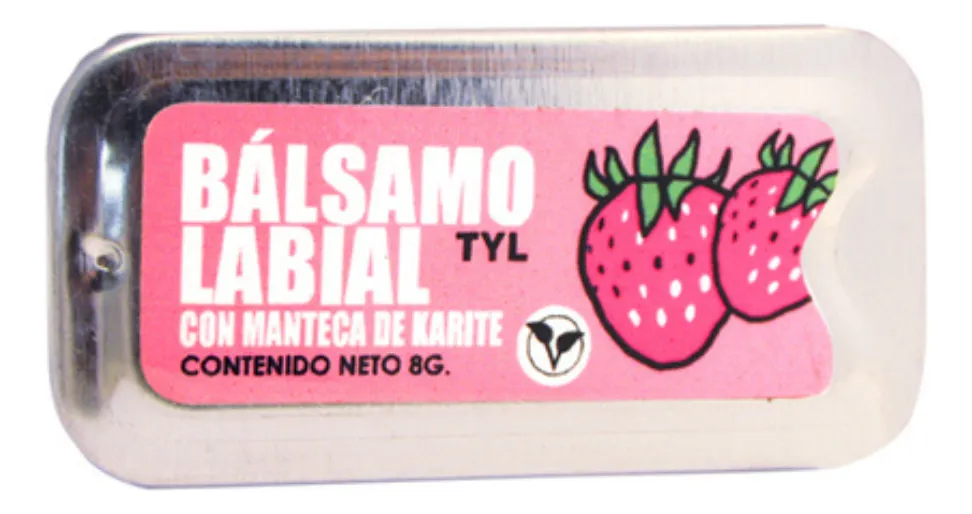 BÁLSAMO
LABIAL TYL
CON MANTECA DE KARITE
CONTENIDO NETO 8G.